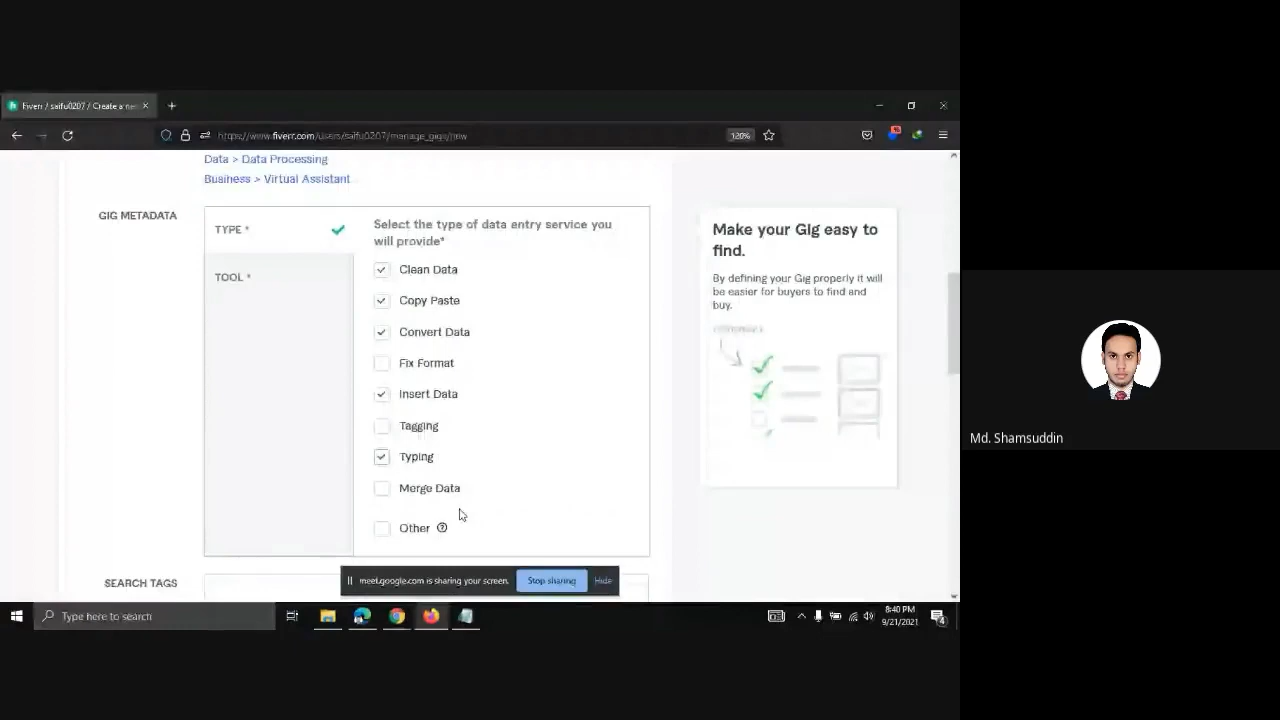 Fiverr / saifu0207 / Create a ne
https://www.fiverr.com/users/saifu0207/manage_gigs/new
120%
Data > Data Processing
Business > Virtual Assistant
GIG METADATA
TYPE *
TOOL *
Select the type of data entry service you
will provide*
Clean Data
Copy Paste
Convert Data
Fix Format
Insert Data
Tagging
Typing
Merge Data
Other
Make your Gig easy to
find.
By defining your Gig properly it will
be easier for buyers to find and
buy.
Md. Shamsuddin
SEARCH TAGS
meet.google.com is sharing your screen.
Stop sharing
Hide
Type here to search
8:40 PM
9/21/2021
4